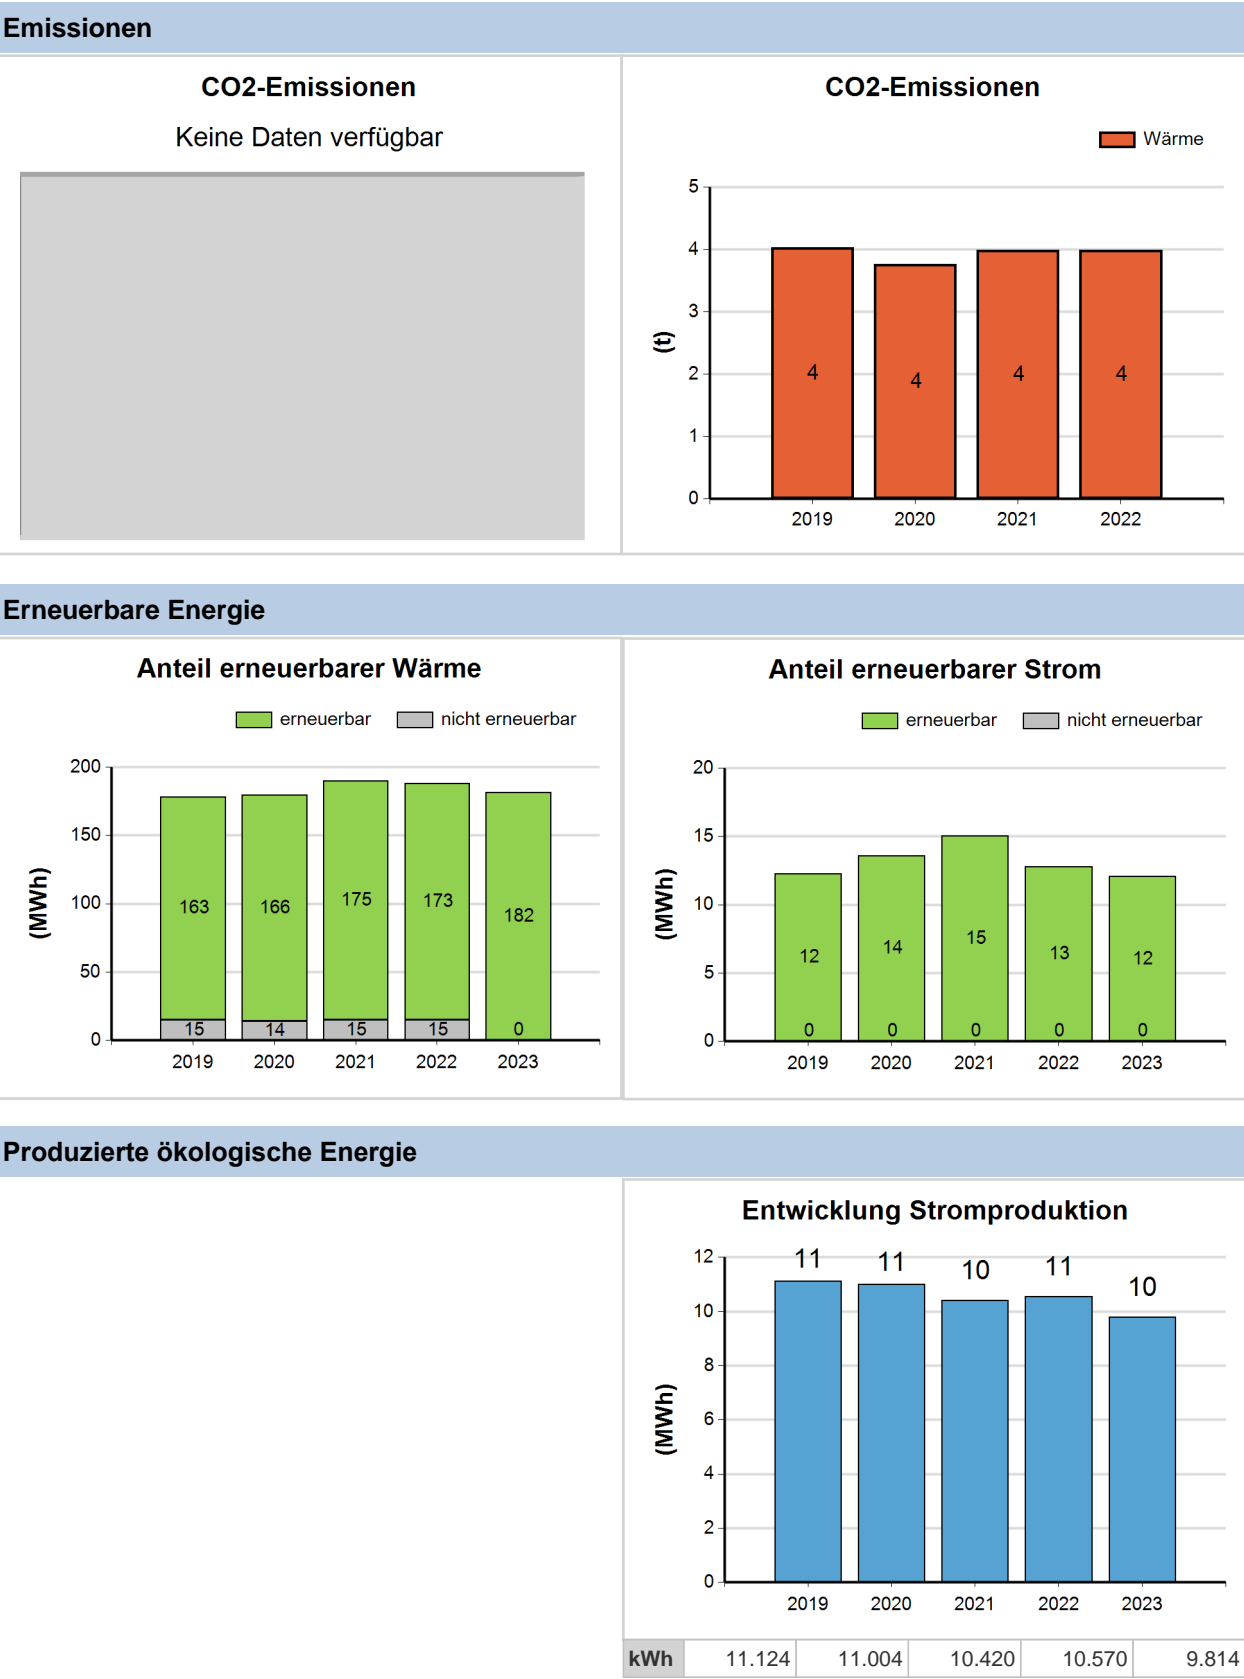 Emissionen
CO2-Emissionen
Keine Daten verfügbar
CO2-Emissionen
Wärme
(t)
5
4
3
2
1
0
4 4 4 4
2019 2020 2021 2022
Erneuerbare Energie
Anteil erneuerbarer Wärme
erneuerbar nicht erneuerbar
(MWh)
200
150
100
50
0
163 166 175 173 182
15 14 15 15 0
2019 2020 2021 2022 2023
Anteil erneuerbarer Strom
erneuerbar nicht erneuerbar
(MWh)
20
15
10
5
0
12 14 15 13 12
0 0 0 0 0
2019 2020 2021 2022 2023
Produzierte ökologische Energie
Entwicklung Stromproduktion
(MWh)
12
10
8
6
4
2
0
11 11 10 11 10
2019 2020 2021 2022 2023
kWh 11.124 11.004 10.420 10.570 9.814